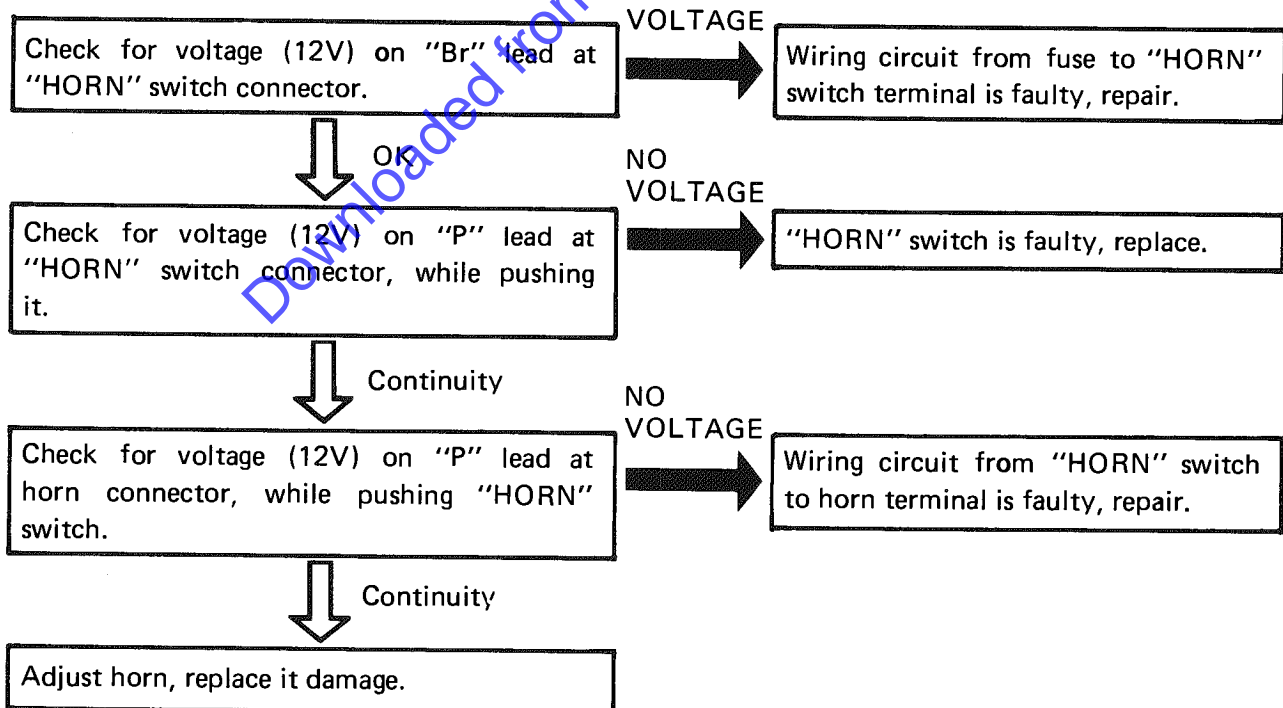 VOLTAGE
Check for voltage (12V) on "Br" lead at
"HORN" switch connector.
Wiring circuit from fuse to "HORN"
switch terminal is faulty, repair.
OK
NO
VOLTAGE
Check for voltage (12V) on "P" lead at
"HORN" switch connector, while pushing
it.
"HORN" switch is faulty, replace.
Continuity
NO
VOLTAGE
Check for voltage (12V) on "P" lead at
horn connector, while pushing "HORN"
switch.
Wiring circuit from "HORN" switch
to horn terminal is faulty, repair.
Continuity
Adjust horn, replace it damage.
Downloaded from